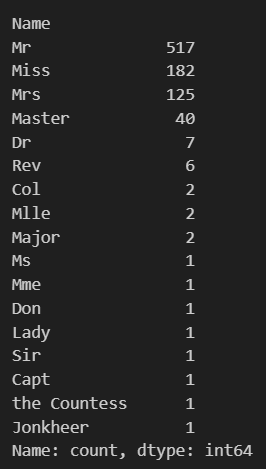 Name
Mr 517
Miss 182
Mrs 125
Master 40
Dr 7
Rev 6
Col 2
Mlle 2
Major 2
Ms 1
Mme 1
Don 1
Lady 1
Sir 1
Capt 1
the Countess 1
Jonkheer 1
Name: count, dtype: int64